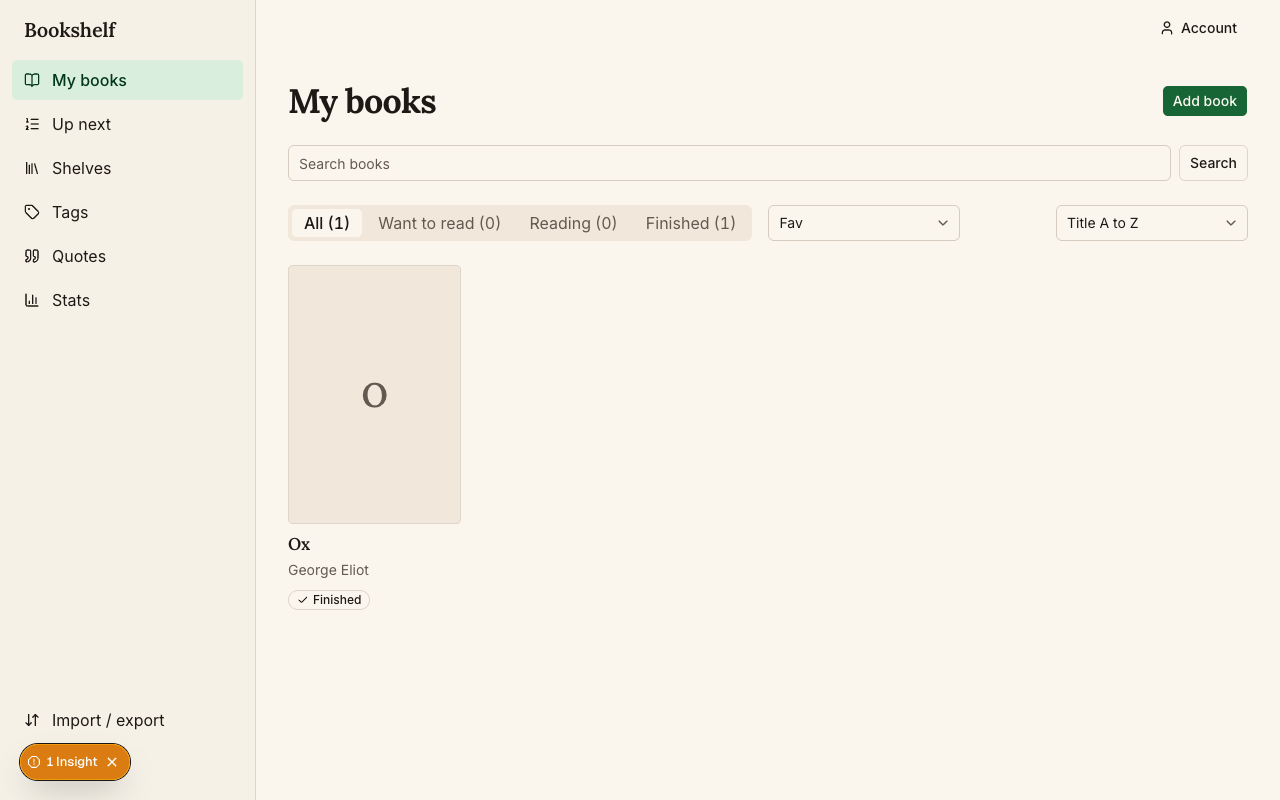 Bookshelf
Account
My books
Up next
Shelves
Tags
Quotes
Stats
Import / export
1 Insight
My books
Add book
Search books
Search
All (1)
Want to read (0)
Reading (0)
Finished (1)
Fav
Title A to Z
O
Ox
George Eliot
Finished